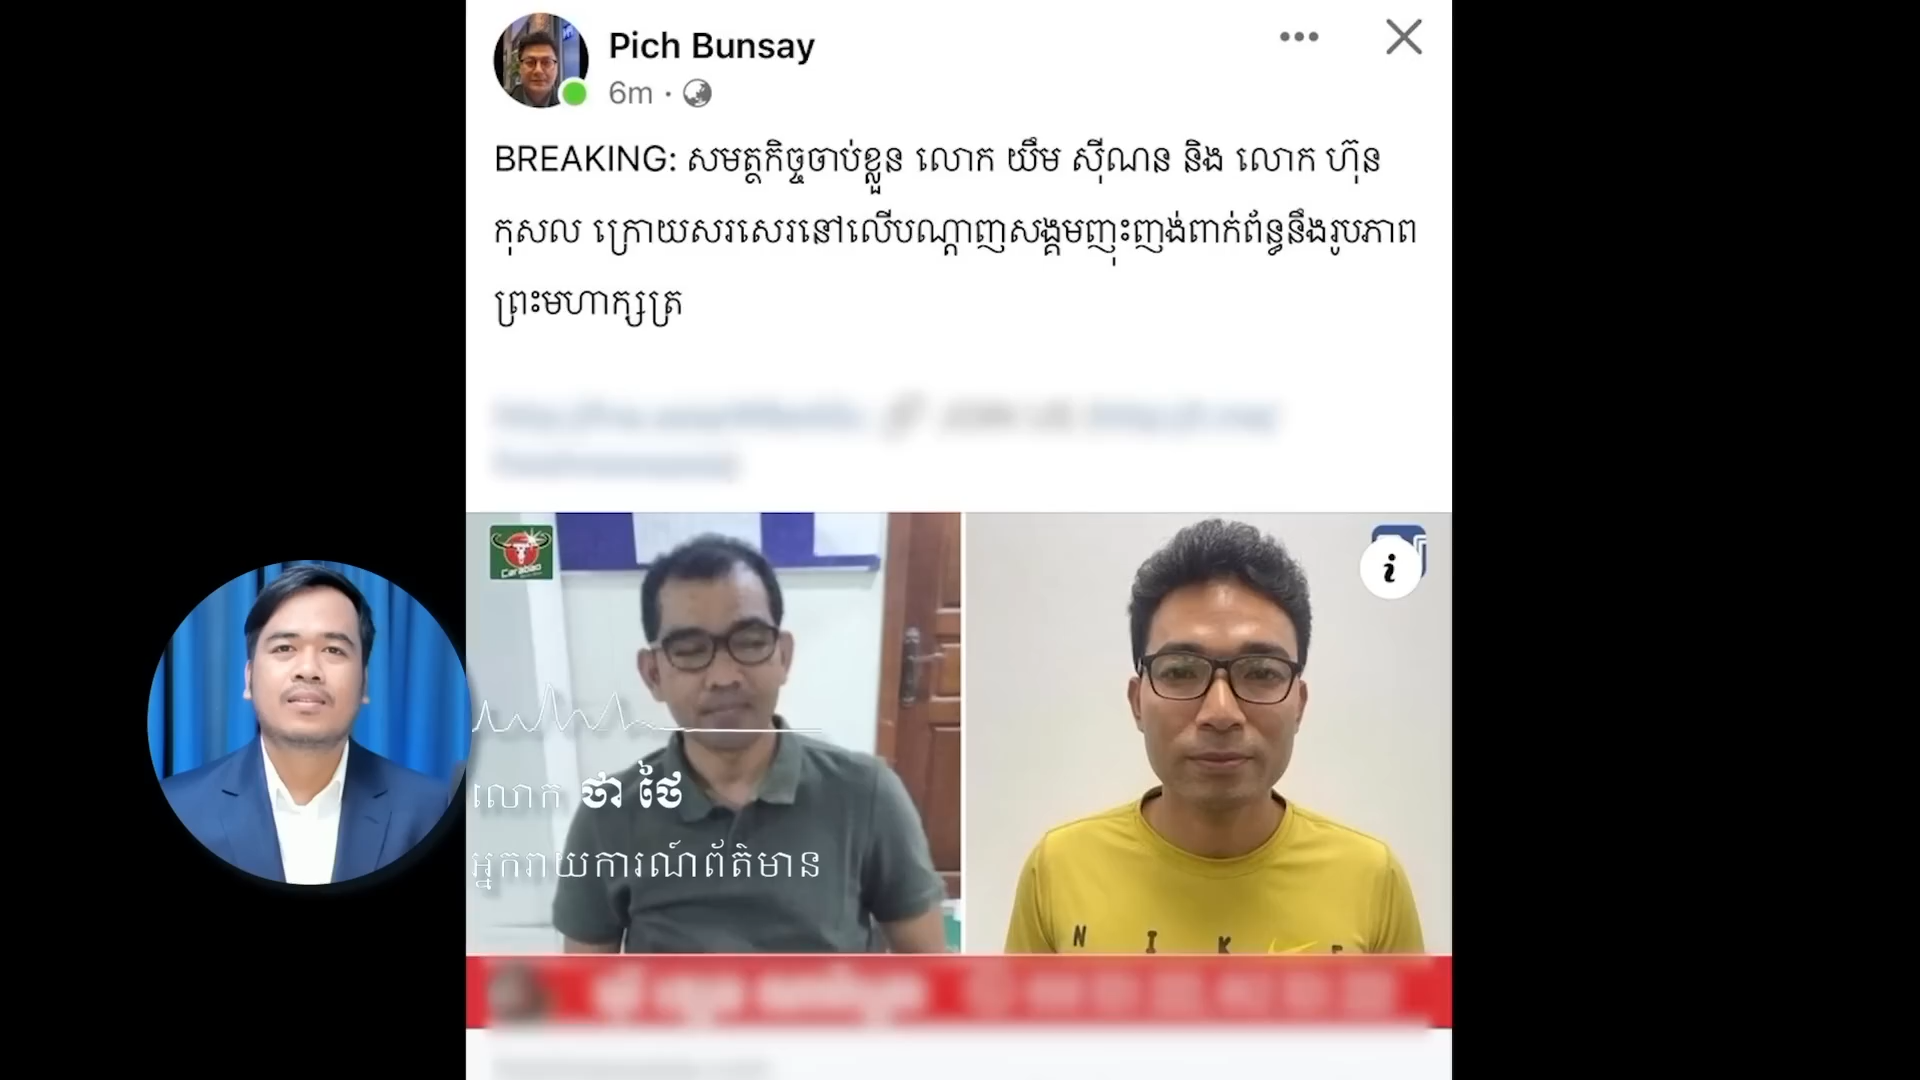 Pich Bunsay
6m
BREAKING: សមត្ថកិច្ចចាប់ខ្លួន លោក យឹម ស៊ីណន និង លោក ហ៊ុន
កុសល ក្រោយសរសេរនៅលើបណ្ដាញសង្គមញុះញង់ពាក់ព័ន្ធនឹងរូបភាព
ព្រះមហាក្សត្រ
Carabao
លោក ថា ថៃ
អ្នករាយការណ៍ព័ត៌មាន
N I K E